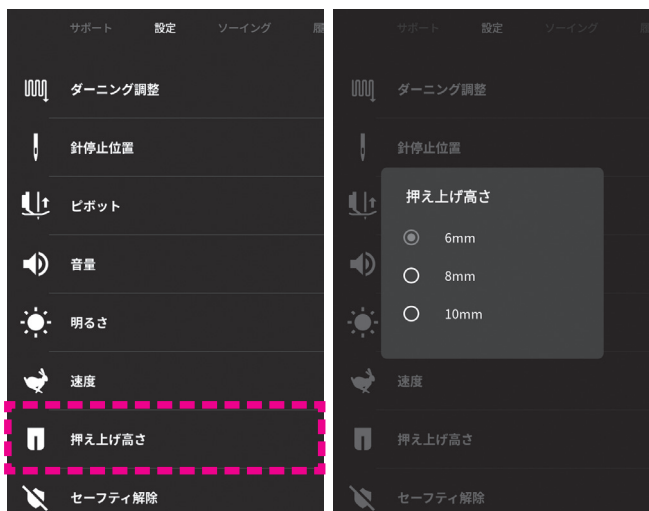 サポート 設定 ソーイング
ダーニング調整
針停止位置
ピボット
音量
明るさ
速度
押え上げ高さ
セーフティ解除
サポート 設定 ソーイング
ダーニング調整
針停止位置
押え上げ高さ
6mm
8mm
10mm
速度
押え上げ高さ
セーフティ解除